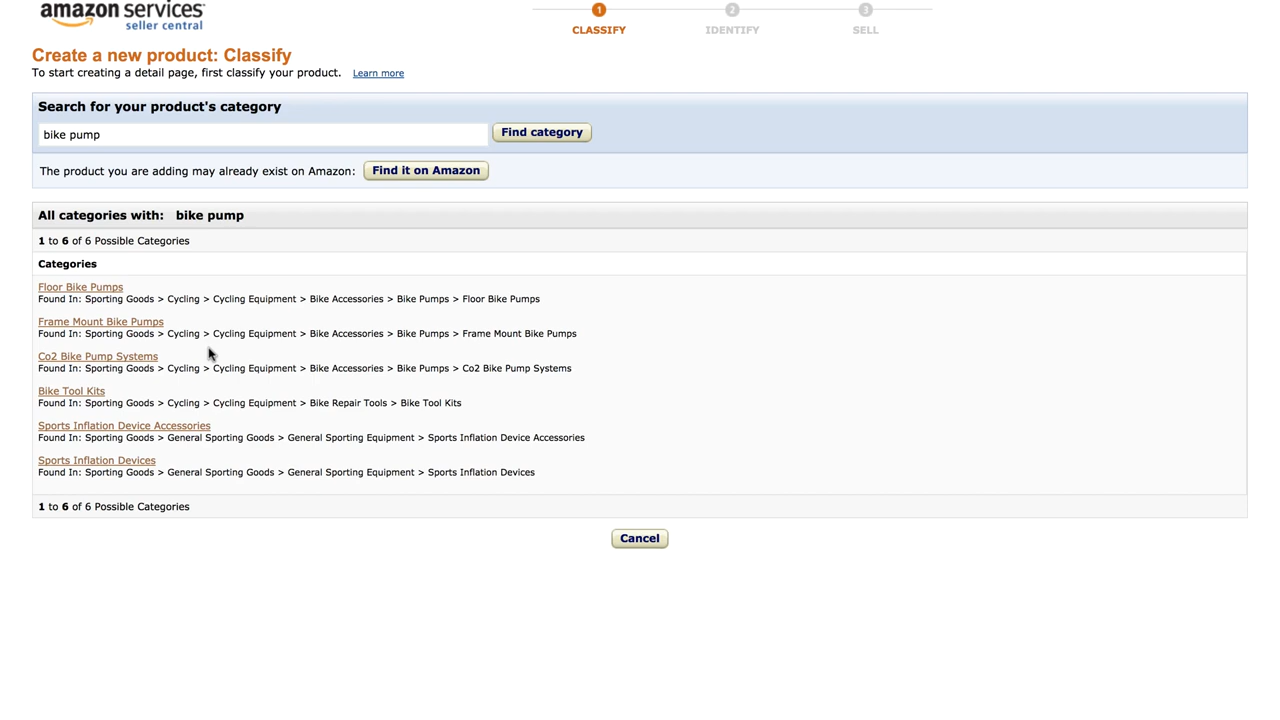 amazon services
seller central
1 2 3
CLASSIFY IDENTIFY SELL
Create a new product: Classify
To start creating a detail page, first classify your product. Learn more
Search for your product's category
bike pump Find category
The product you are adding may already exist on Amazon: Find it on Amazon
All categories with: bike pump
1 to 6 of 6 Possible Categories
Categories
Floor Bike Pumps
Found In: Sporting Goods > Cycling > Cycling Equipment > Bike Accessories > Bike Pumps > Floor Bike Pumps
Frame Mount Bike Pumps
Found In: Sporting Goods > Cycling > Cycling Equipment > Bike Accessories > Bike Pumps > Frame Mount Bike Pumps
Co2 Bike Pump Systems
Found In: Sporting Goods > Cycling > Cycling Equipment > Bike Accessories > Bike Pumps > Co2 Bike Pump Systems
Bike Tool Kits
Found In: Sporting Goods > Cycling > Cycling Equipment > Bike Repair Tools > Bike Tool Kits
Sports Inflation Device Accessories
Found In: Sporting Goods > General Sporting Goods > General Sporting Equipment > Sports Inflation Device Accessories
Sports Inflation Devices
Found In: Sporting Goods > General Sporting Goods > General Sporting Equipment > Sports Inflation Devices
1 to 6 of 6 Possible Categories
Cancel